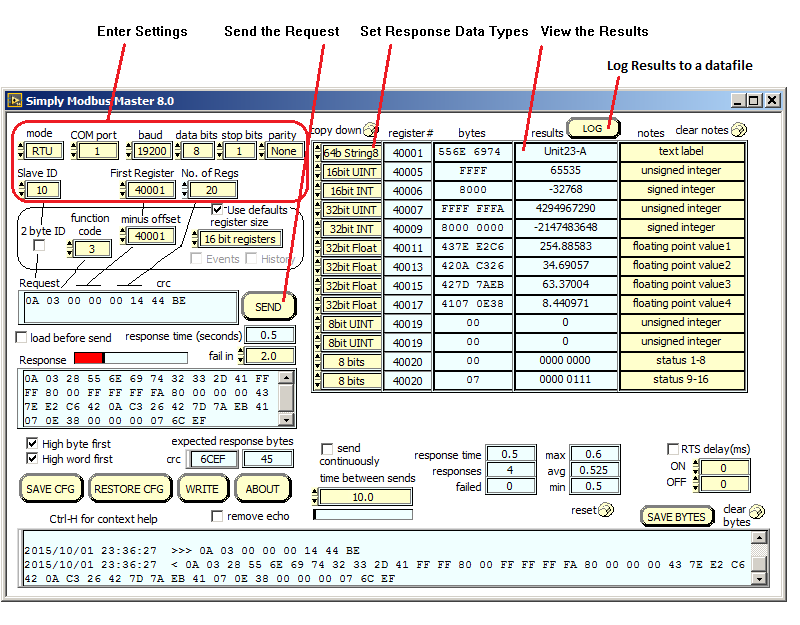 Enter Settings Send the Request Set Response Data Types View the Results
Log Results to a datafile
Simply Modbus Master 8.0
mode COM port baud data bits stop bits parity
RTU 1 19200 8 1 None
Slave ID First Register No. of Regs
10 40001 20
2 byte ID function code minus offset Use defaults register size
3 40001 16 bit registers
Events History
Request crc
0A 03 00 00 00 14 44 BE SEND
load before send response time (seconds) 0.5
Response fail in 2.0
0A 03 28 55 6E 69 74 32 33 2D 41 FF
FF 80 00 FF FF FF FA 80 00 00 00 43
7E E2 C6 42 0A C3 26 42 7D 7A EB 41
07 0E 38 00 00 00 07 6C EF
High byte first expected response bytes
High word first crc 6CEF 45
SAVE CFG RESTORE CFG WRITE ABOUT
Ctrl-H for context help remove echo
copy down register# bytes results LOG notes clear notes
64b String8 40001 556E 6974 Unit23-A text label
16bit UINT 40005 FFFF 65535 unsigned integer
16bit INT 40006 8000 -32768 signed integer
32bit UINT 40007 FFFF FFFA 4294967290 unsigned integer
32bit INT 40009 8000 0000 -2147483648 signed integer
32bit Float 40011 437E E2C6 254.88583 floating point value1
32bit Float 40013 420A C326 34.69057 floating point value2
32bit Float 40015 427D 7AEB 63.37004 floating point value3
32bit Float 40017 4107 0E38 8.440971 floating point value4
8bit UINT 40019 00 0 unsigned integer
8bit UINT 40019 00 0 unsigned integer
8 bits 40020 00 0000 0000 status 1-8
8 bits 40020 07 0000 0111 status 9-16
send continuously
time between sends
10.0
response time 0.5 max 0.6
responses 4 avg 0.525
failed 0 min 0.5
reset
RTS delay(ms)
ON 0
OFF 0
SAVE BYTES clear bytes
2015/10/01 23:36:27 >>> 0A 03 00 00 00 14 44 BE
2015/10/01 23:36:27 < 0A 03 28 55 6E 69 74 32 33 2D 41 FF FF 80 00 FF FF FF FA 80 00 00 00 43 7E E2 C6
42 0A C3 26 42 7D 7A EB 41 07 0E 38 00 00 00 07 6C EF